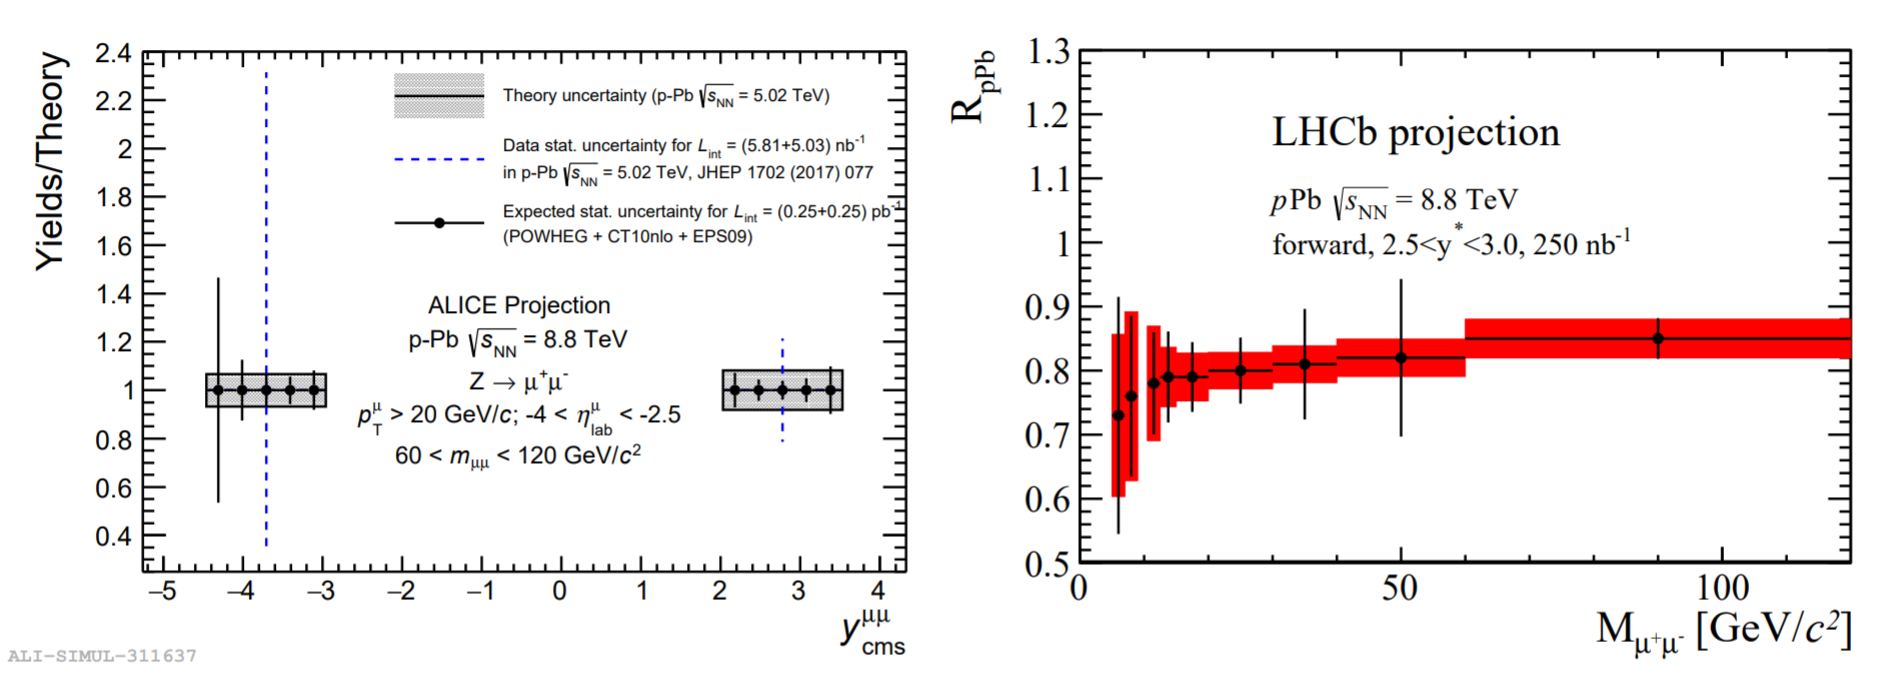 Yields/Theory
2.4
2.2
2
1.8
1.6
1.4
1.2
1
0.8
0.6
0.4
Theory uncertainty (p-Pb √sNN = 5.02 TeV)
Data stat. uncertainty for Lint = (5.81+5.03) nb-1
in p-Pb √sNN = 5.02 TeV, JHEP 1702 (2017) 077
Expected stat. uncertainty for Lint = (0.25+0.25) pb-1
(POWHEG + CT10nlo + EPS09)
ALICE Projection
p-Pb √sNN = 8.8 TeV
Z → μ+μ-
pTμ > 20 GeV/c; -4 < ημlab < -2.5
60 < mμμ < 120 GeV/c2
−5 −4 −3 −2 −1 0 1 2 3 4
yμμcms
ALI-SIMUL-311637
RpPb
1.3
1.2
1.1
1
0.9
0.8
0.7
0.6
0.5
LHCb projection
pPb √sNN = 8.8 TeV
forward, 2.5<y*<3.0, 250 nb-1
0 50 100
Mμ+μ- [GeV/c2]